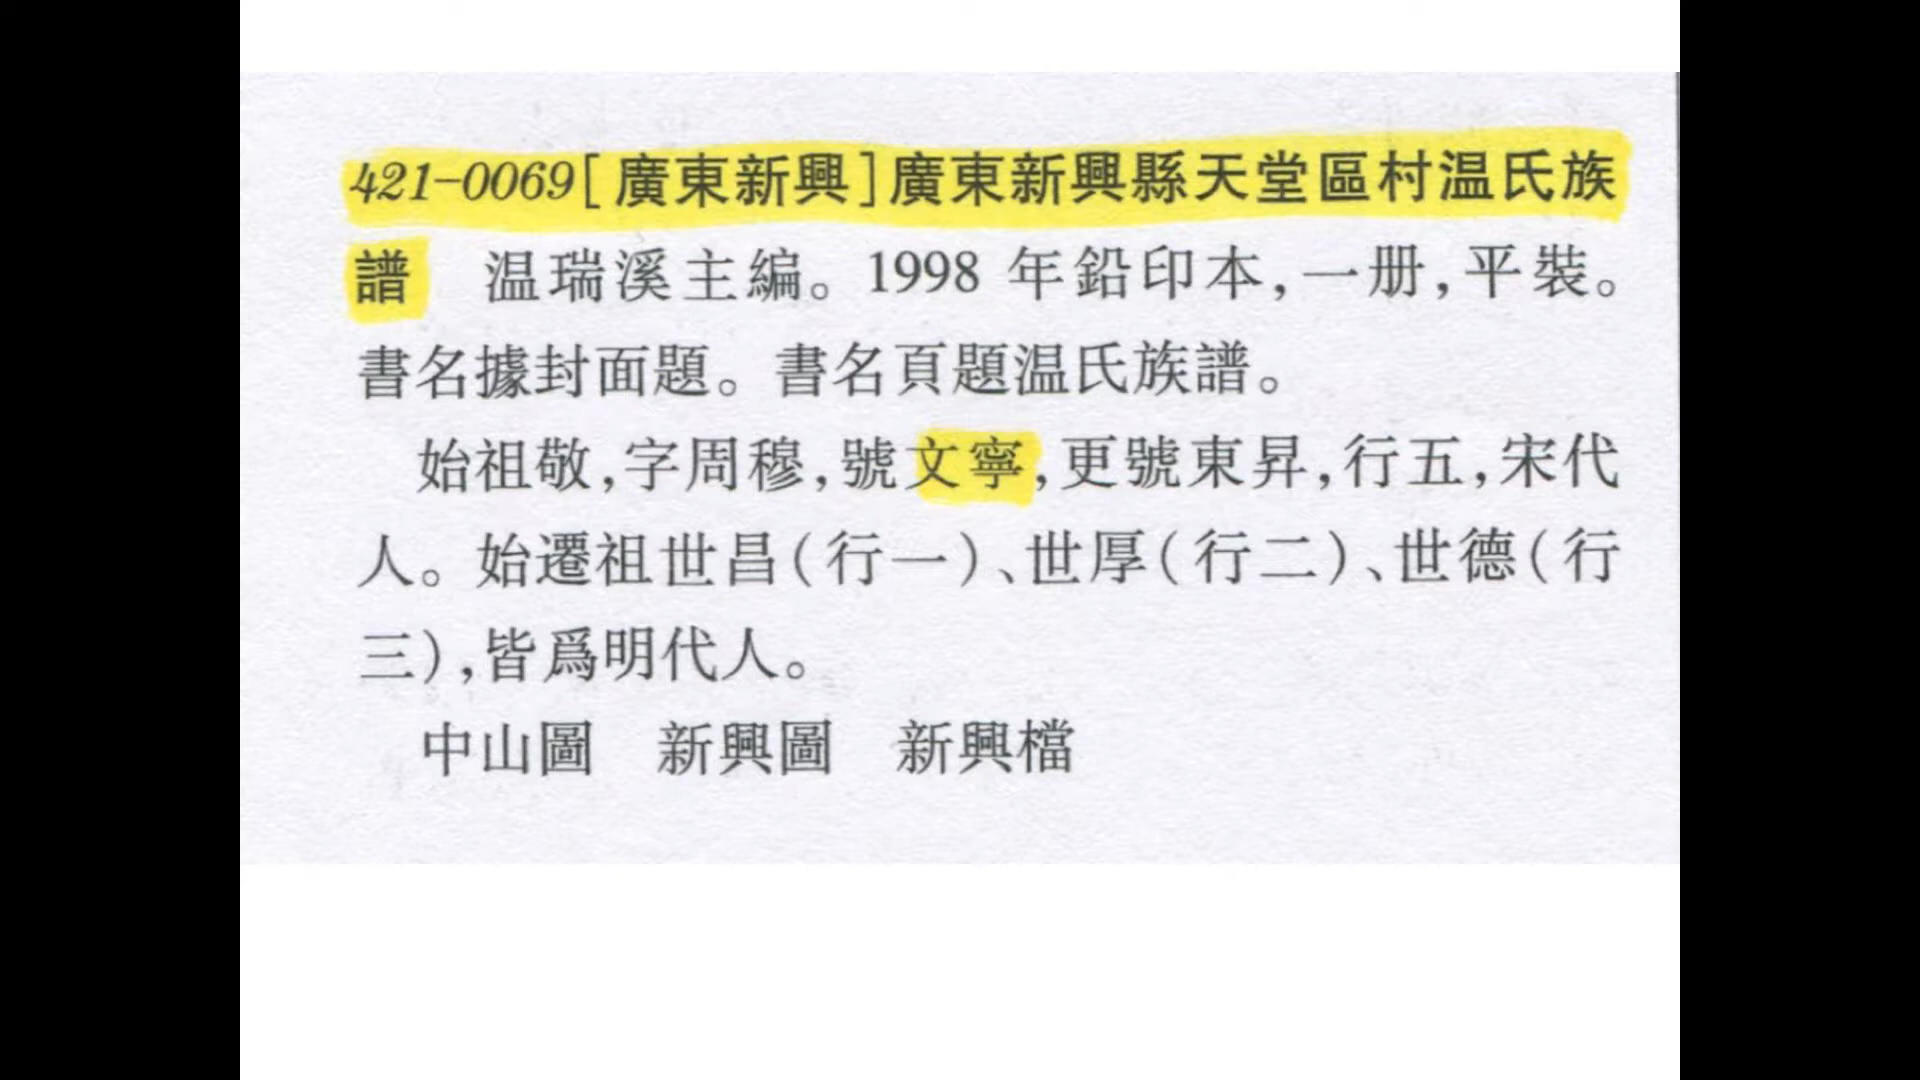 421-0069[廣東新興]廣東新興縣天堂區村温氏族
譜　温瑞溪主編。1998 年鉛印本,一册,平裝。
書名據封面題。書名頁題温氏族譜。
始祖敬,字周穆,號文寧,更號東昇,行五,宋代
人。始遷祖世昌(行一)、世厚(行二)、世德(行
三),皆爲明代人。
中山圖　新興圖　新興檔